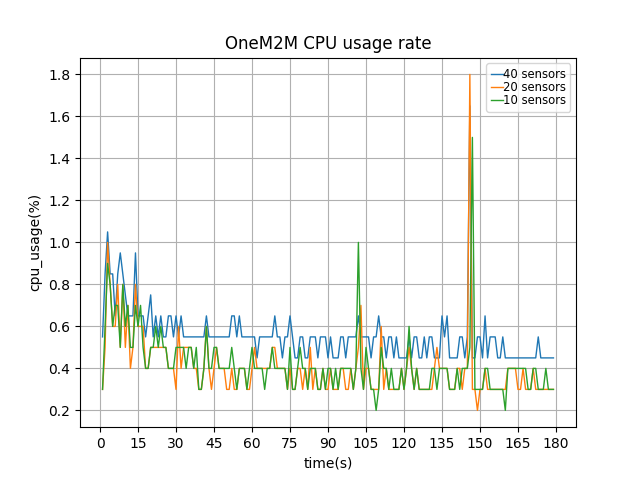 OneM2M CPU usage rate
40 sensors
20 sensors
10 sensors
cpu_usage(%)
1.8
1.6
1.4
1.2
1.0
0.8
0.6
0.4
0.2
0 15 30 45 60 75 90 105 120 135 150 165 180
time(s)